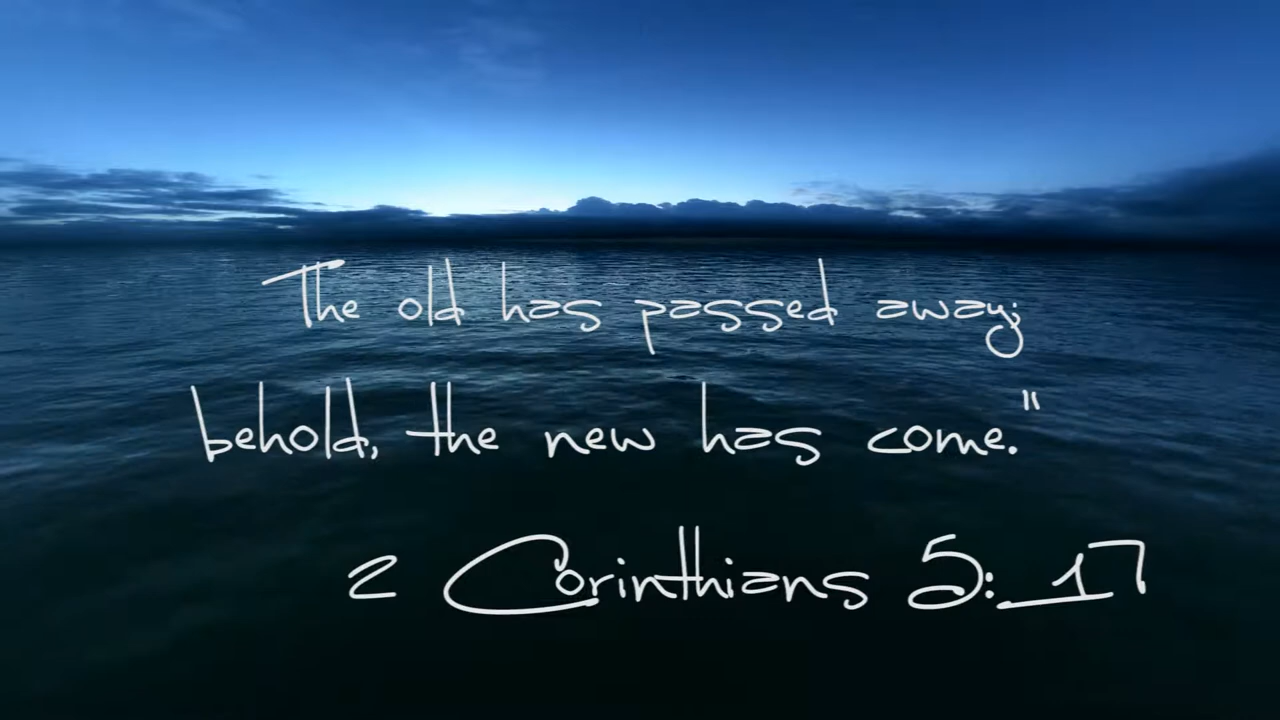 The old has passed away;
behold, the new has come."
2 Corinthians 5:17